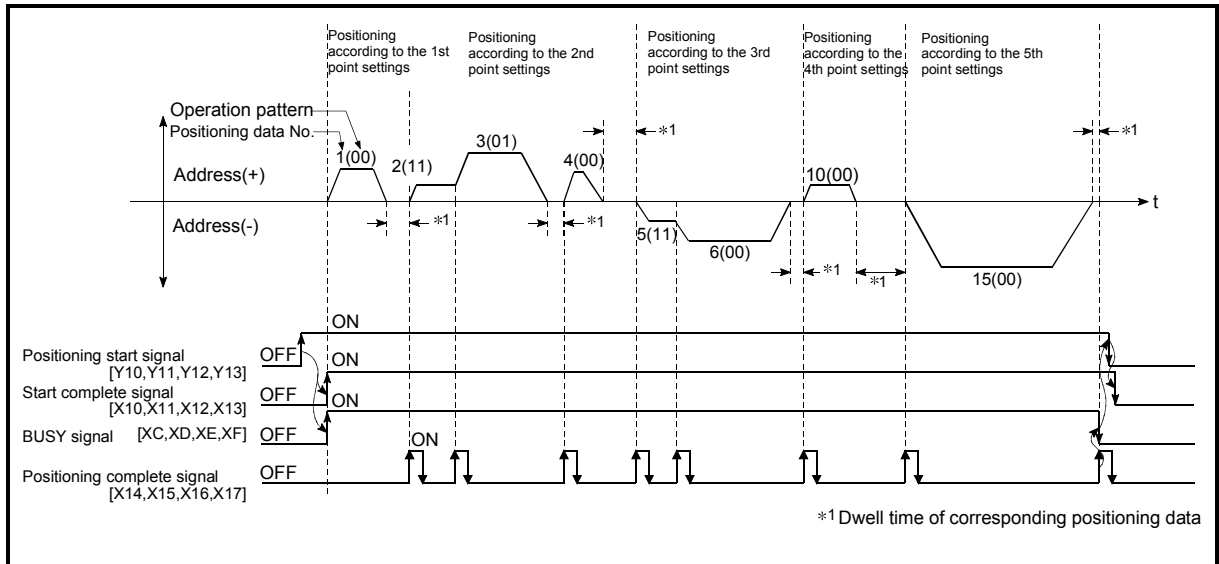 Positioning
according to the 1st
point settings
Positioning
according to the 2nd
point settings
Positioning
according to the 3rd
point settings
Positioning
according to the
4th point settings
Positioning
according to the 5th
point settings
Operation pattern
Positioning data No.
1(00)
2(11)
3(01)
4(00)
*1
10(00)
*1
Address(+)
t
Address(-)
*1
*1
5(11)
6(00)
*1
*1
15(00)
ON
Positioning start signal
[Y10,Y11,Y12,Y13]
OFF
ON
Start complete signal
[X10,X11,X12,X13]
OFF
ON
BUSY signal [XC,XD,XE,XF]
OFF
ON
Positioning complete signal
[X14,X15,X16,X17]
OFF
*1 Dwell time of corresponding positioning data